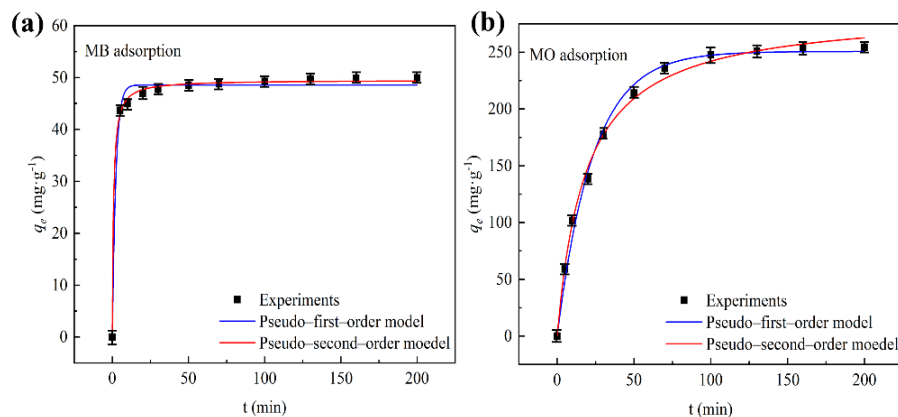 (a)
MB adsorption
60
50
40
30
20
10
0
qₑ (mg·g⁻¹)
Experiments
Pseudo–first–order model
Pseudo–second–order moedel
0 50 100 150 200
t (min)
(b)
MO adsorption
250
200
150
100
50
0
qₑ (mg·g⁻¹)
Experiments
Pseudo–first–order model
Pseudo–second–order moedel
0 50 100 150 200
t (min)